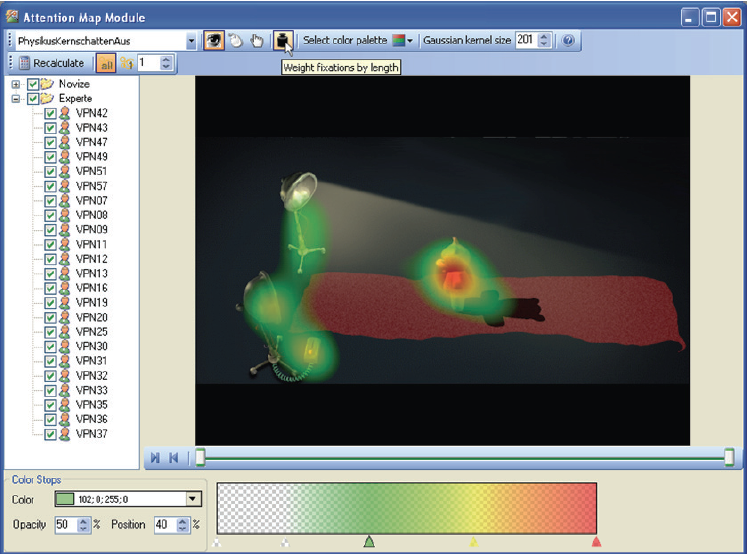 Attention Map Module
PhysikusKernschattenAus
Select color palette
Gaussian kernel size 201
Recalculate
all
1
Weight fixations by length
Novize
Experte
VPN42
VPN43
VPN47
VPN49
VPN51
VPN57
VPN07
VPN08
VPN09
VPN11
VPN12
VPN13
VPN16
VPN19
VPN20
VPN25
VPN30
VPN31
VPN32
VPN33
VPN35
VPN36
VPN37
Color Stops
Color 102; 0; 255; 0
Opacity 50 % Position 40 %